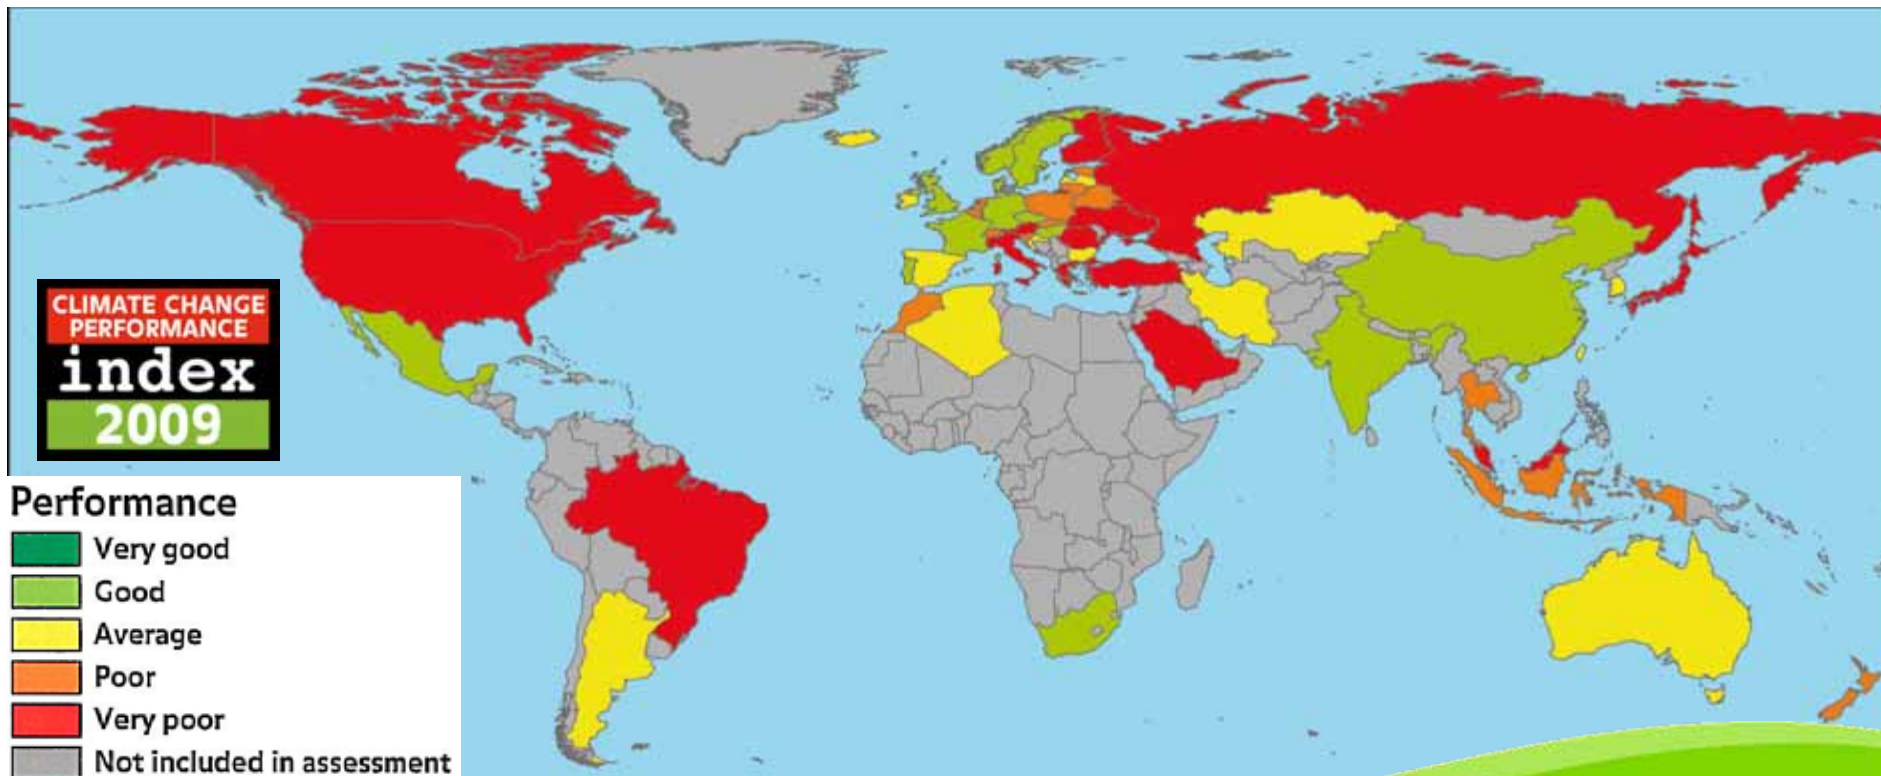 CLIMATE CHANGE
PERFORMANCE
index
2009
Performance
Very good
Good
Average
Poor
Very poor
Not included in assessment